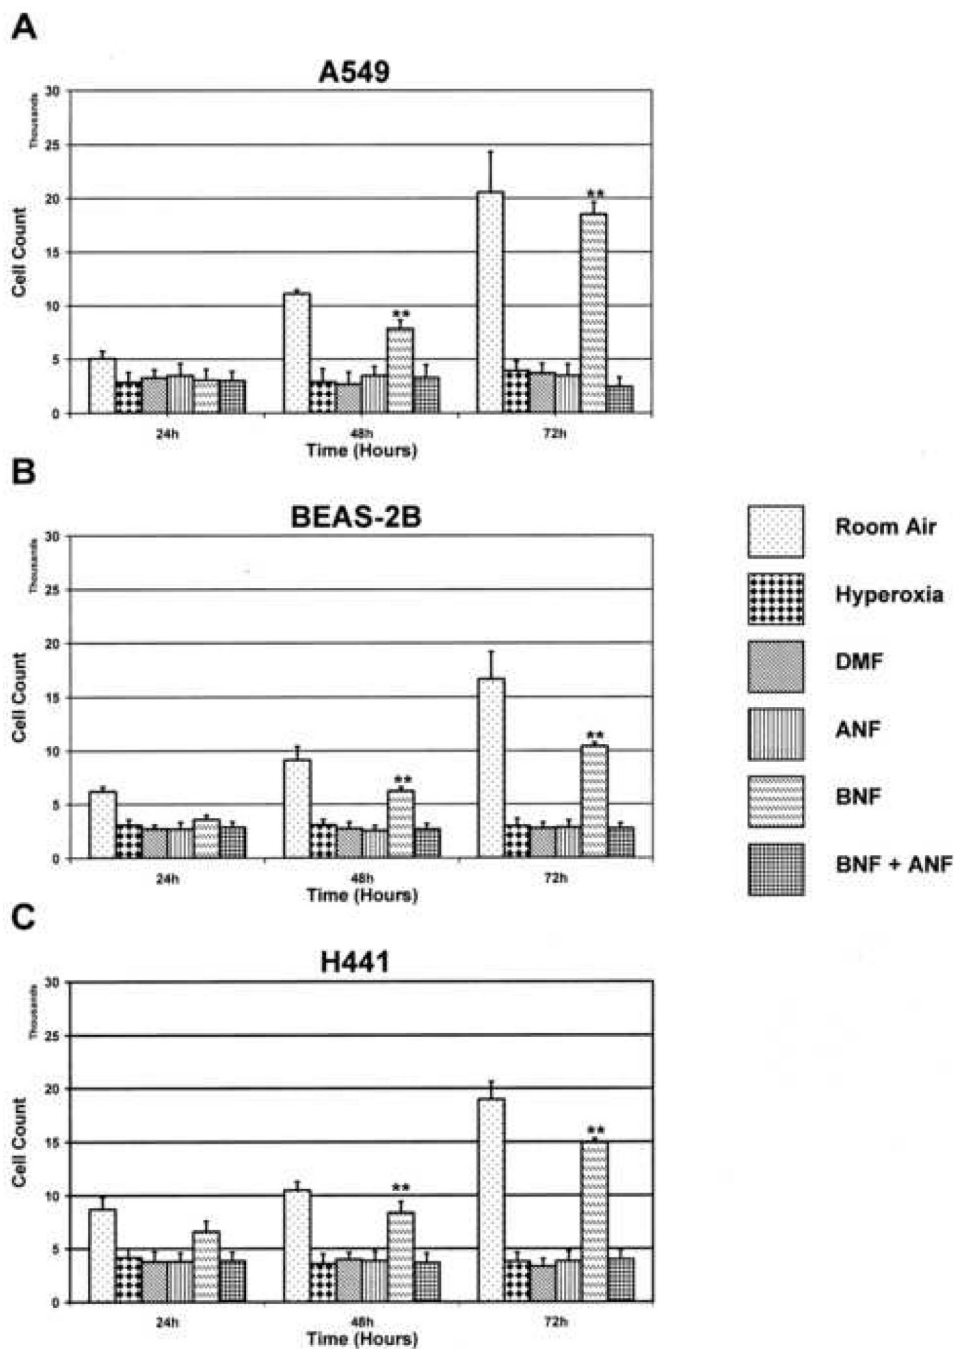 A
A549
Thousands
Cell Count
30
25
20
15
10
5
0
**
**
24h
48h
72h
Time (Hours)
B
BEAS-2B
Thousands
Cell Count
30
25
20
15
10
5
0
**
**
24h
48h
72h
Time (Hours)
Room Air
Hyperoxia
DMF
ANF
BNF
BNF + ANF
C
H441
Thousands
Cell Count
30
25
20
15
10
5
0
**
**
24h
48h
72h
Time (Hours)